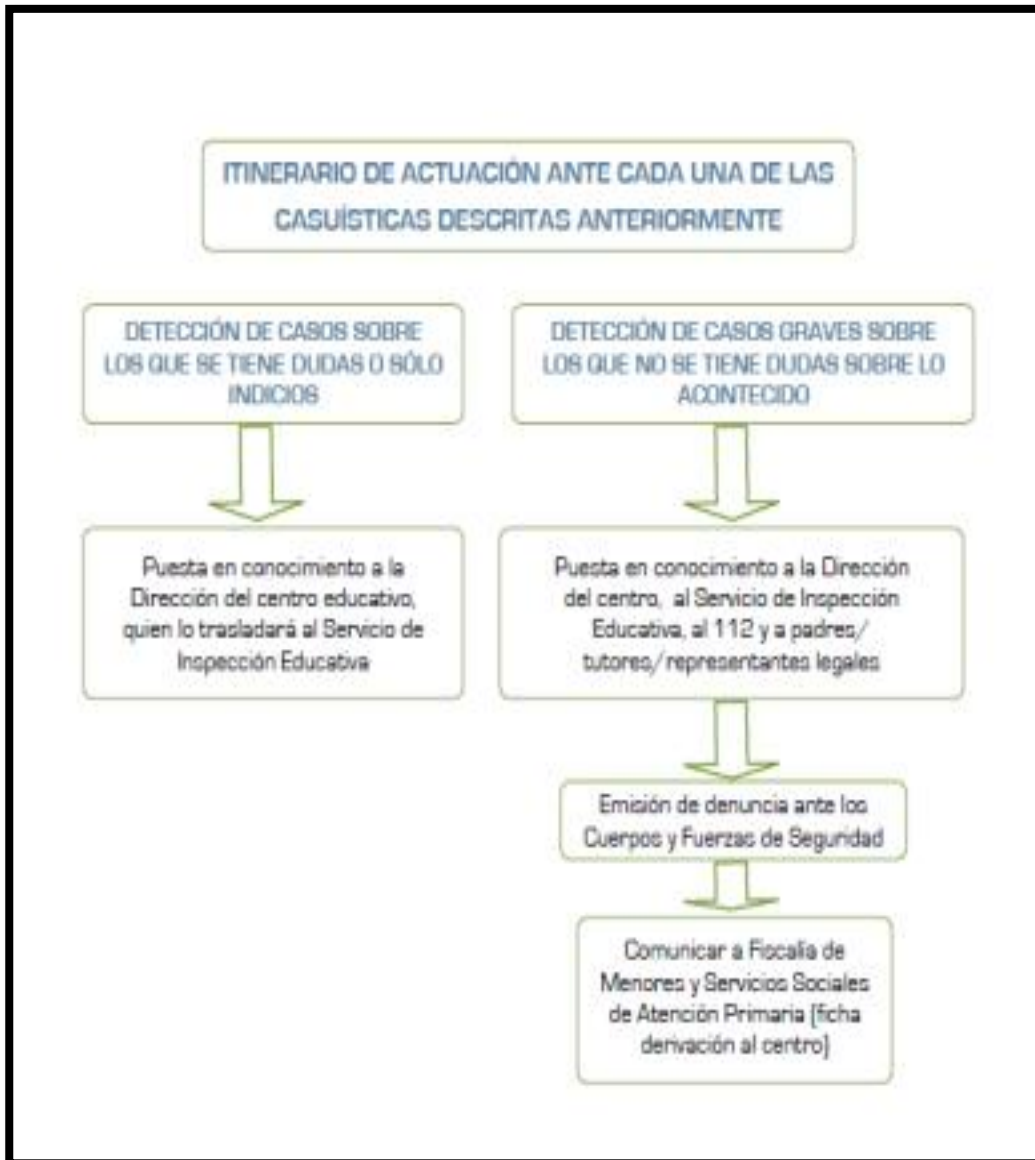 ITINERARIO DE ACTUACIÓN ANTE CADA UNA DE LAS
CASUÍSTICAS DESCRITAS ANTERIORMENTE
DETECCIÓN DE CASOS SOBRE
LOS QUE SE TIENE DUDAS O SÓLO
INDICIOS
DETECCIÓN DE CASOS GRAVES SOBRE
LOS QUE NO SE TIENE DUDAS SOBRE LO
ACONTECIDO
Puesta en conocimiento a la
Dirección del centro educativo,
quien lo trasladará al Servicio de
Inspección Educativa
Puesta en conocimiento a la Dirección
del centro, al Servicio de Inspección
Educativa, al 112 y a padres/
tutores/representantes legales
Emisión de denuncia ante los
Cuerpos y Fuerzas de Seguridad
Comunicar a Fiscalía de
Menores y Servicios Sociales
de Atención Primaria (ficha
derivación al centro)